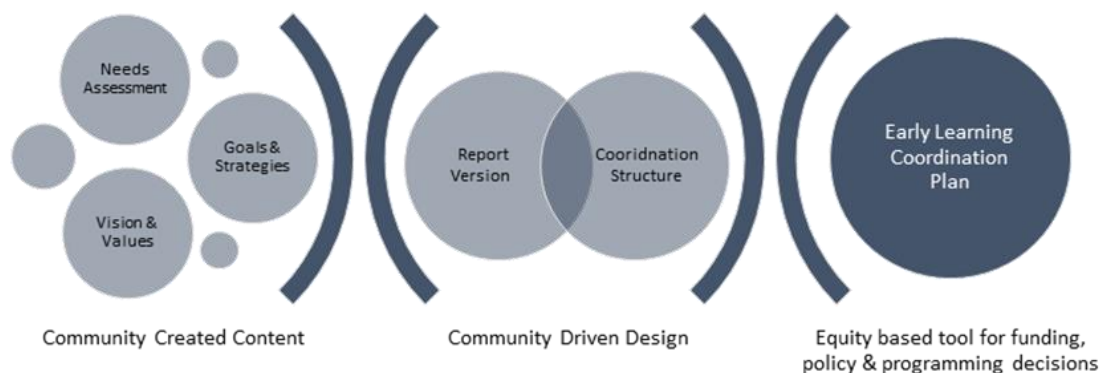 Needs
Assessment
Goals &
Strategies
Vision &
Values
Community Created Content
Report
Version
Cooridnation
Structure
Community Driven Design
Early Learning
Coordination
Plan
Equity based tool for funding,
policy & programming decisions